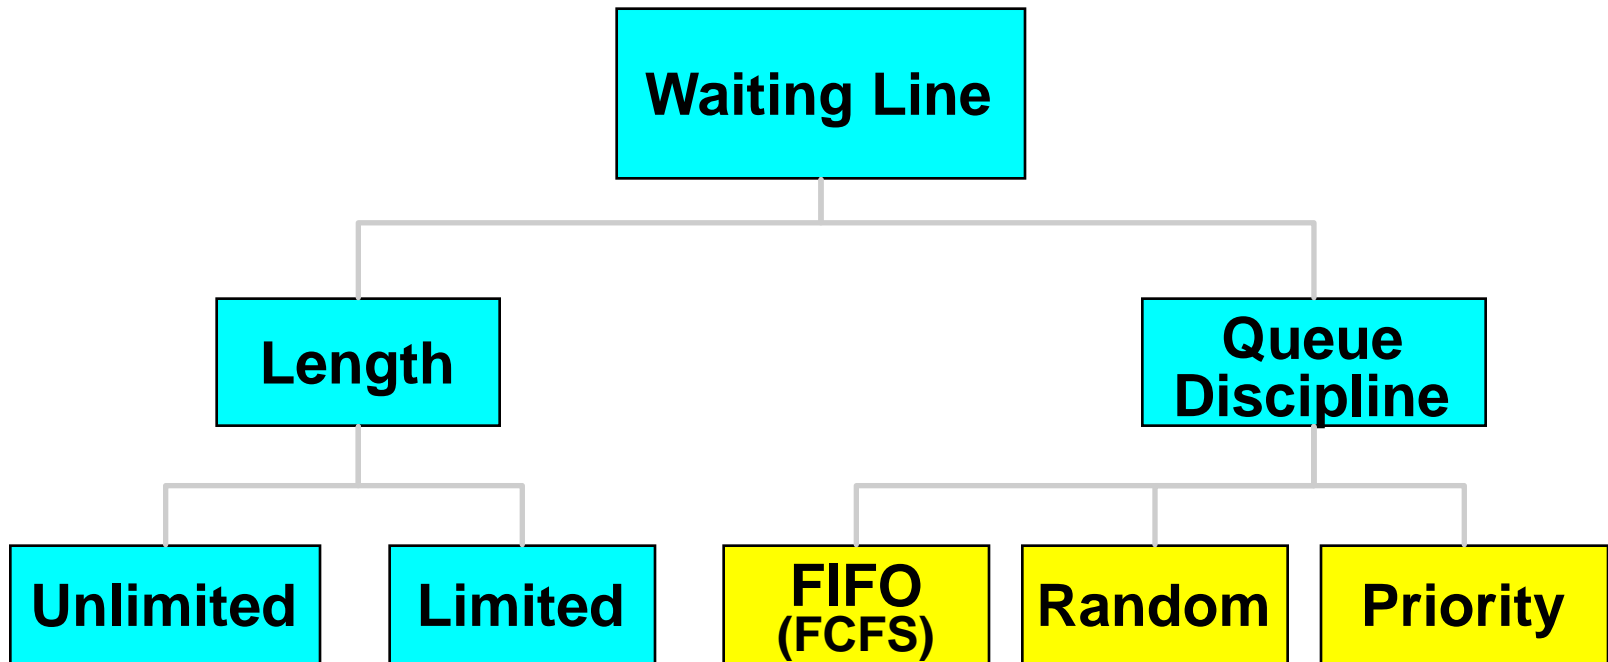 Waiting Line
Length
Queue
Discipline
Unlimited
Limited
FIFO
(FCFS)
Random
Priority